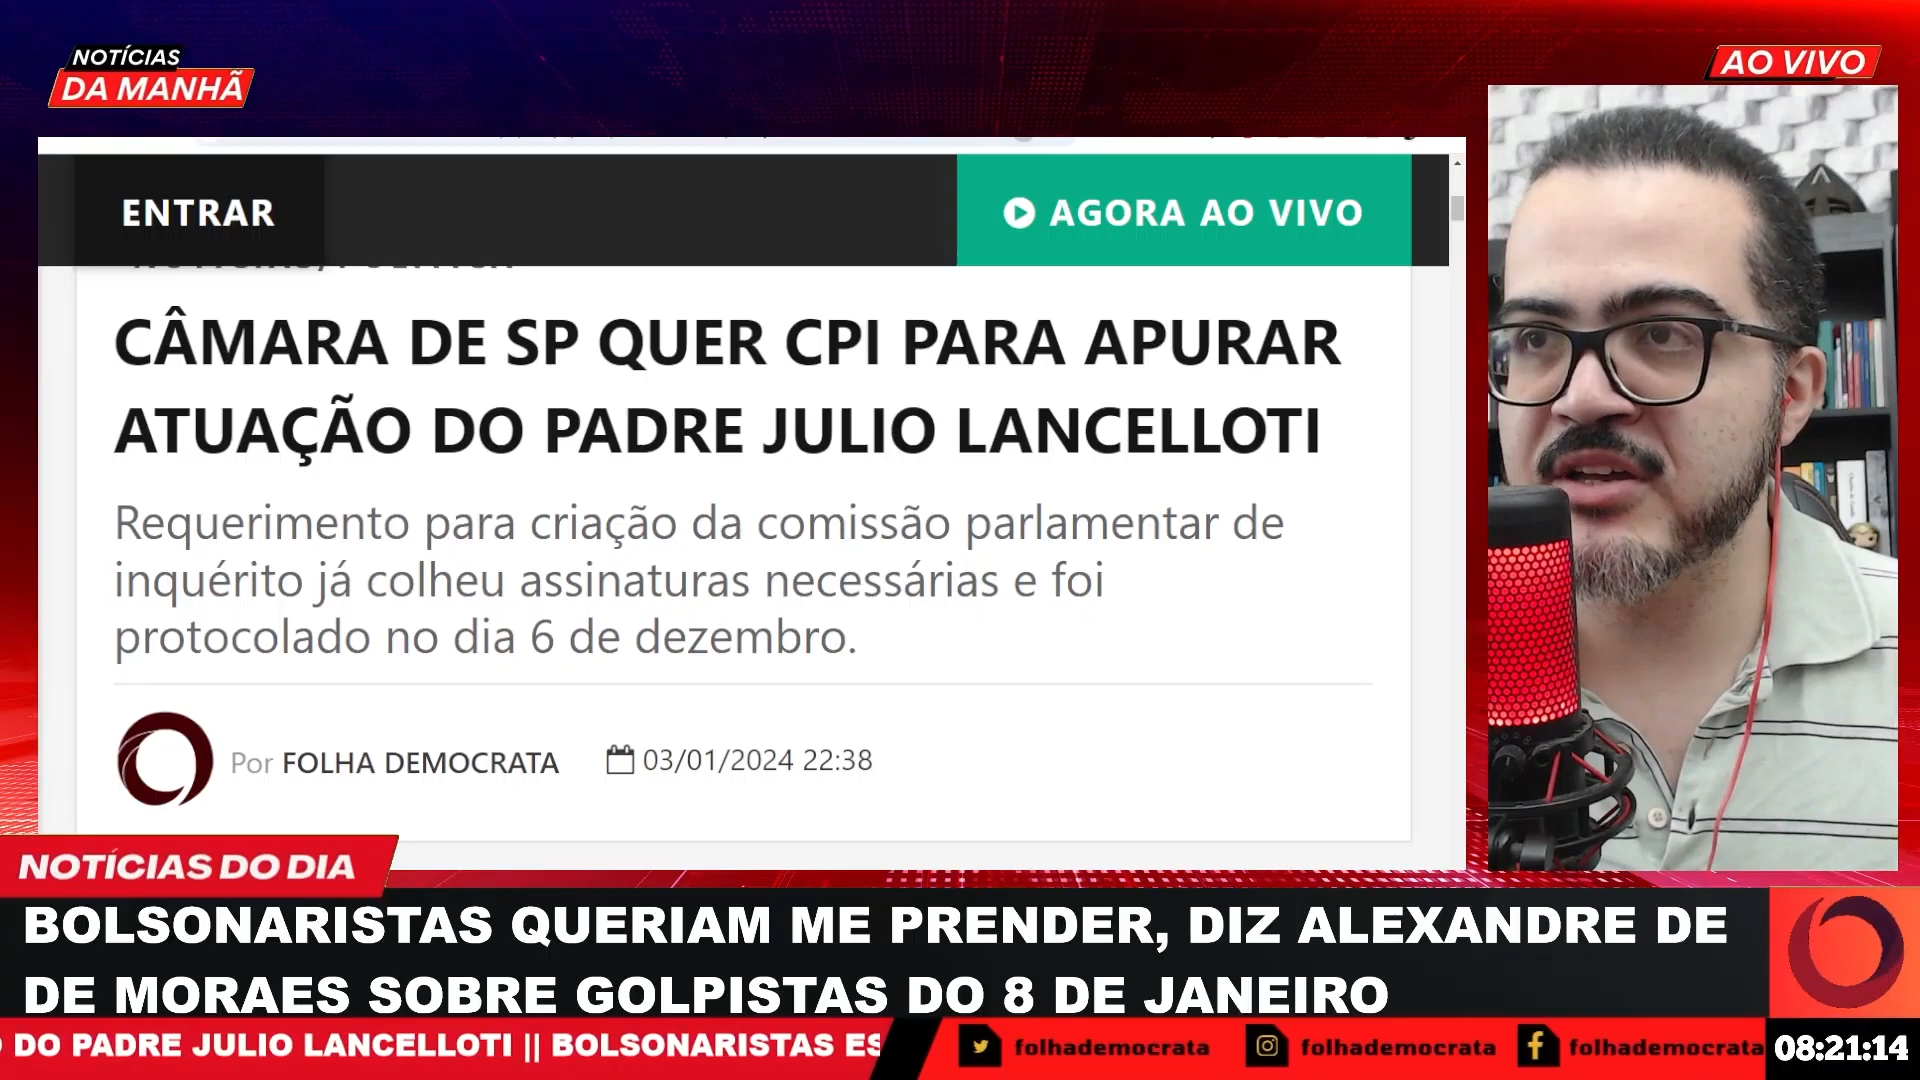 NOTÍCIAS
DA MANHÃ
AO VIVO
ENTRAR
AGORA AO VIVO
CÂMARA DE SP QUER CPI PARA APURAR
ATUAÇÃO DO PADRE JULIO LANCELLOTI
Requerimento para criação da comissão parlamentar de
inquérito já colheu assinaturas necessárias e foi
protocolado no dia 6 de dezembro.
Por FOLHA DEMOCRATA
03/01/2024 22:38
NOTÍCIAS DO DIA
BOLSONARISTAS QUERIAM ME PRENDER, DIZ ALEXANDRE DE
DE MORAES SOBRE GOLPISTAS DO 8 DE JANEIRO
DO PADRE JULIO LANCELLOTI || BOLSONARISTAS ES
folhademocrata
folhademocrata
folhademocrata
08:21:14